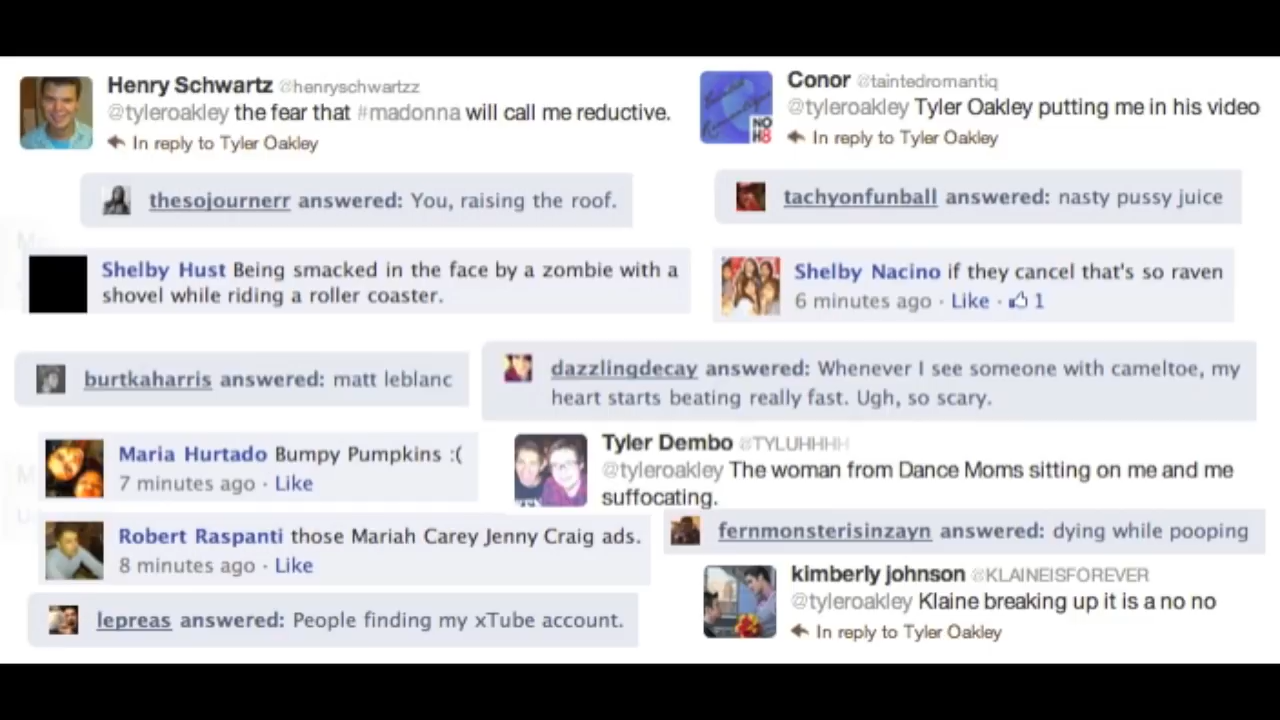 Henry Schwartz @henryschwartzz
@tyleroakley the fear that #madonna will call me reductive.
In reply to Tyler Oakley
Conor @taintedromantiq
@tyleroakley Tyler Oakley putting me in his video
In reply to Tyler Oakley
NO
H8
thesojournerr answered: You, raising the roof.
tachyonfunball answered: nasty pussy juice
Shelby Hust Being smacked in the face by a zombie with a
shovel while riding a roller coaster.
Shelby Nacino if they cancel that's so raven
6 minutes ago · Like · 1
burtkaharris answered: matt leblanc
dazzlingdecay answered: Whenever I see someone with cameltoe, my
heart starts beating really fast. Ugh, so scary.
Maria Hurtado Bumpy Pumpkins :(
7 minutes ago · Like
Tyler Dembo @TYLUHHHH
@tyleroakley The woman from Dance Moms sitting on me and me
suffocating.
Robert Raspanti those Mariah Carey Jenny Craig ads.
8 minutes ago · Like
fernmonsterisinzayn answered: dying while pooping
kimberly johnson @KLAINEISFOREVER
@tyleroakley Klaine breaking up it is a no no
In reply to Tyler Oakley
lepreas answered: People finding my xTube account.